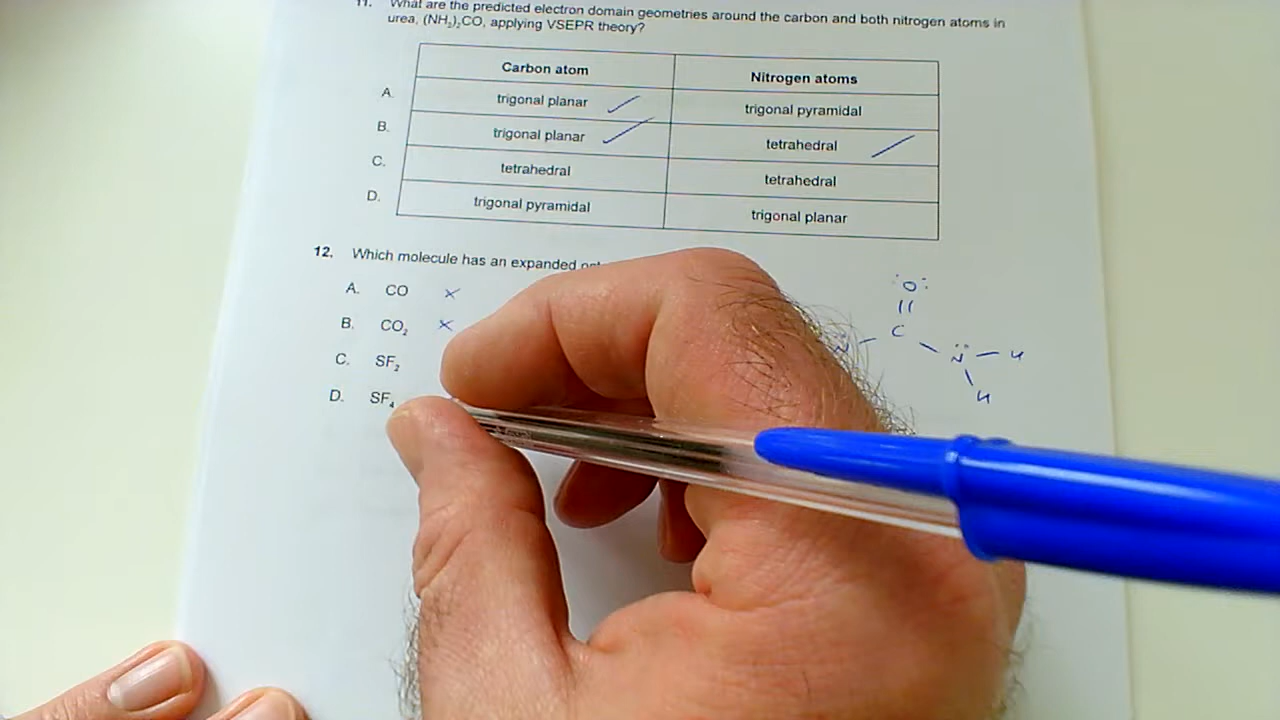 11. What are the predicted electron domain geometries around the carbon and both nitrogen atoms in
urea, (NH₂)₂CO, applying VSEPR theory?
Carbon atom Nitrogen atoms
A. trigonal planar trigonal pyramidal
B. trigonal planar tetrahedral
C. tetrahedral tetrahedral
D. trigonal pyramidal trigonal planar
12. Which molecule has an expanded
A. CO ×
B. CO₂ ×
C. SF₂
D. SF₄
O
C
N N H
H